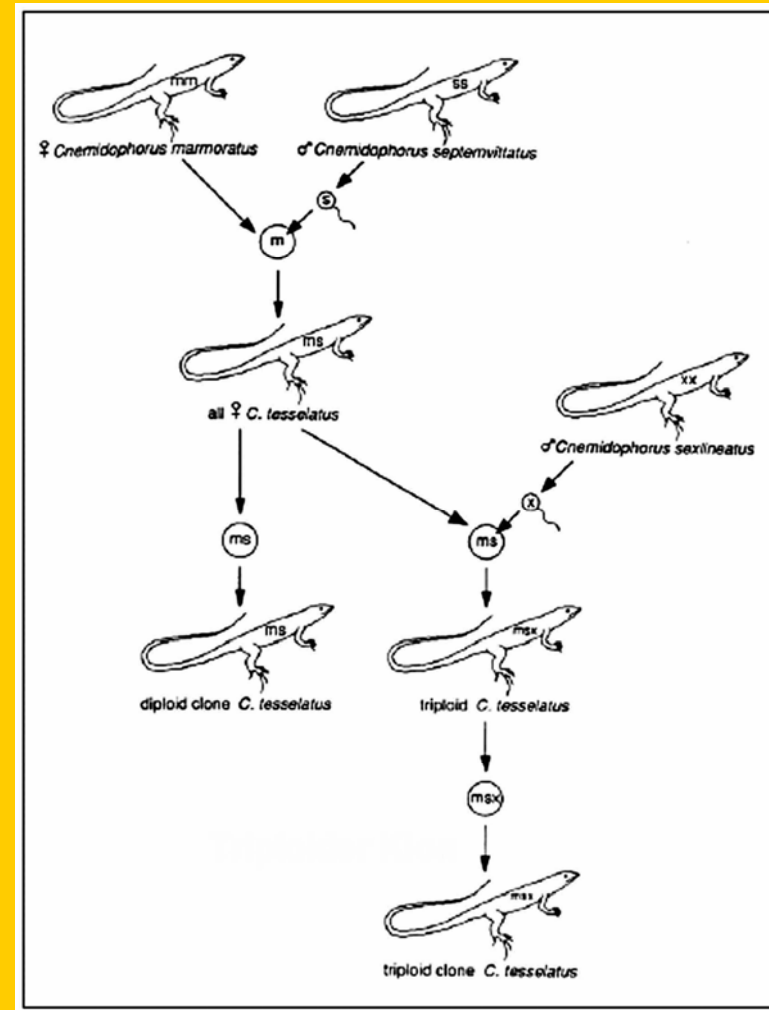 mm
ss
♀ Cnemidophorus marmoratus
♂ Cnemidophorus septemvittatus
s
m
ms
xx
all ♀ C. tesselatus
♂ Cnemidophorus sexlineatus
x
ms
ms
ms
msx
diploid clone C. tesselatus
triploid C. tesselatus
msx
msx
triploid clone C. tesselatus